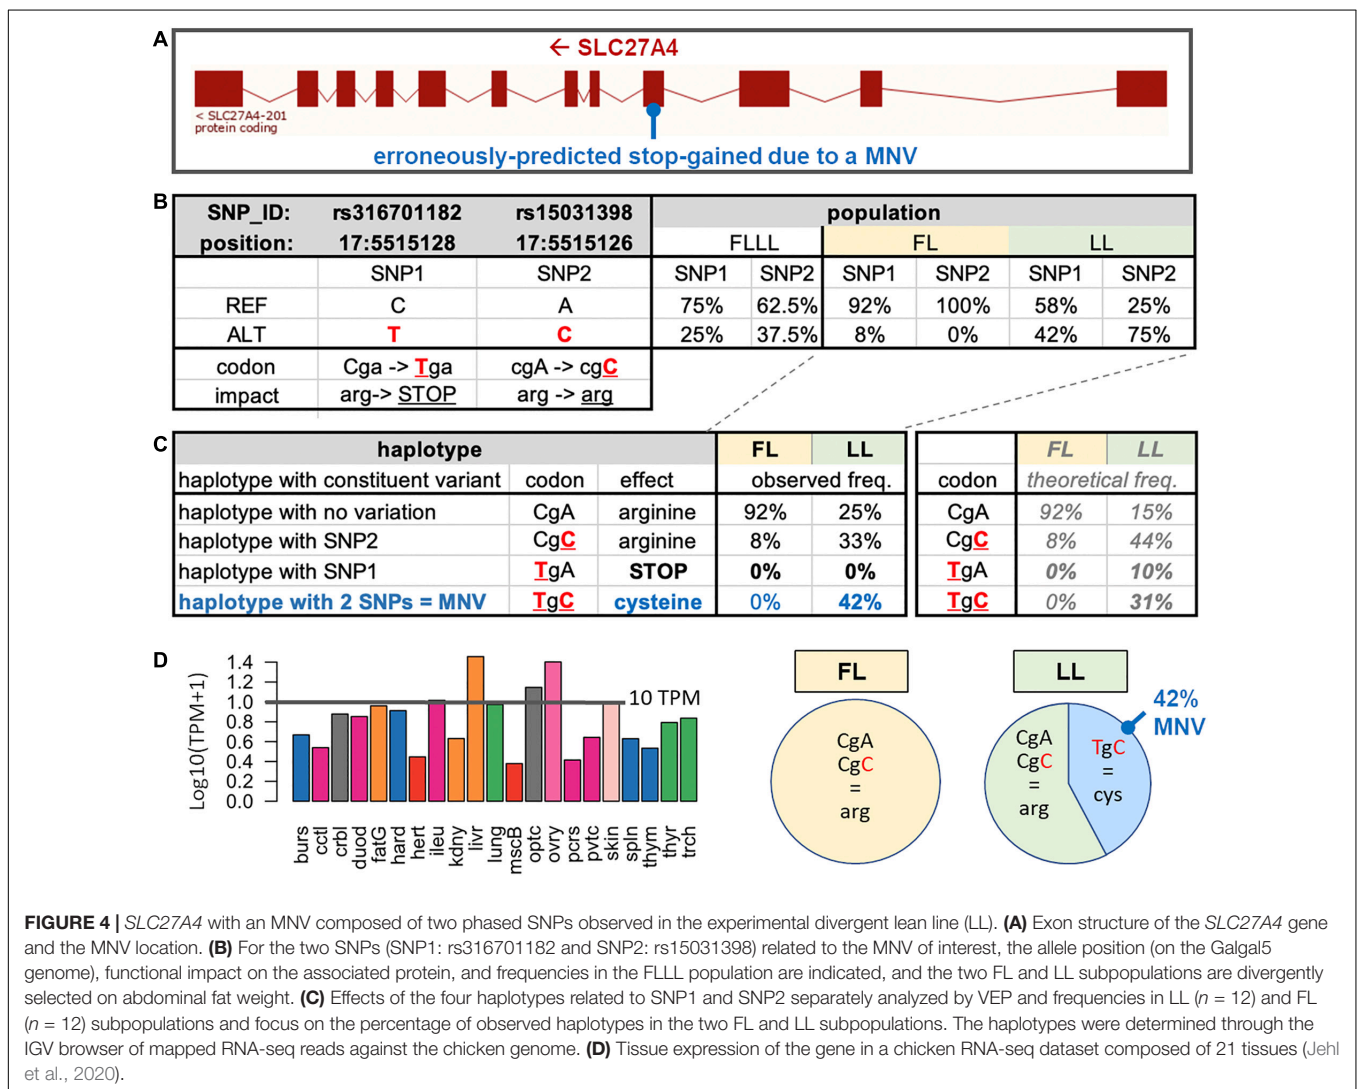 A
← SLC27A4
< SLC27A4-201
protein coding
erroneously-predicted stop-gained due to a MNV
B
SNP_ID: rs316701182 rs15031398 population
position: 17:5515128 17:5515126 FLLL FL LL
SNP1 SNP2 SNP1 SNP2 SNP1 SNP2 SNP1 SNP2
REF C A 75% 62.5% 92% 100% 58% 25%
ALT T C 25% 37.5% 8% 0% 42% 75%
codon Cga -> Tga cgA -> cgC
impact arg-> STOP arg -> arg
C
haplotype FL LL FL LL
haplotype with constituent variant codon effect observed freq. codon theoretical freq.
haplotype with no variation CgA arginine 92% 25% CgA 92% 15%
haplotype with SNP2 CgC arginine 8% 33% CgC 8% 44%
haplotype with SNP1 TgA STOP 0% 0% TgA 0% 10%
haplotype with 2 SNPs = MNV TgC cysteine 0% 42% TgC 0% 31%
D
Log10(TPM+1)
1.4
1.2
1.0
0.8
0.6
0.4
0.2
0.0
10 TPM
burs cctl crbl duod fatG hard hert ileu kdny livr lung mscB optc ovry pcrs pvtc skin spln thym thyr trch
FL
CgA
CgC
=
arg
LL
CgA
CgC
=
arg
TgC
=
cys
42%
MNV
FIGURE 4 | SLC27A4 with an MNV composed of two phased SNPs observed in the experimental divergent lean line (LL). (A) Exon structure of the SLC27A4 gene
and the MNV location. (B) For the two SNPs (SNP1: rs316701182 and SNP2: rs15031398) related to the MNV of interest, the allele position (on the Galgal5
genome), functional impact on the associated protein, and frequencies in the FLLL population are indicated, and the two FL and LL subpopulations are divergently
selected on abdominal fat weight. (C) Effects of the four haplotypes related to SNP1 and SNP2 separately analyzed by VEP and frequencies in LL (n = 12) and FL
(n = 12) subpopulations and focus on the percentage of observed haplotypes in the two FL and LL subpopulations. The haplotypes were determined through the
IGV browser of mapped RNA-seq reads against the chicken genome. (D) Tissue expression of the gene in a chicken RNA-seq dataset composed of 21 tissues (Jehl
et al., 2020).